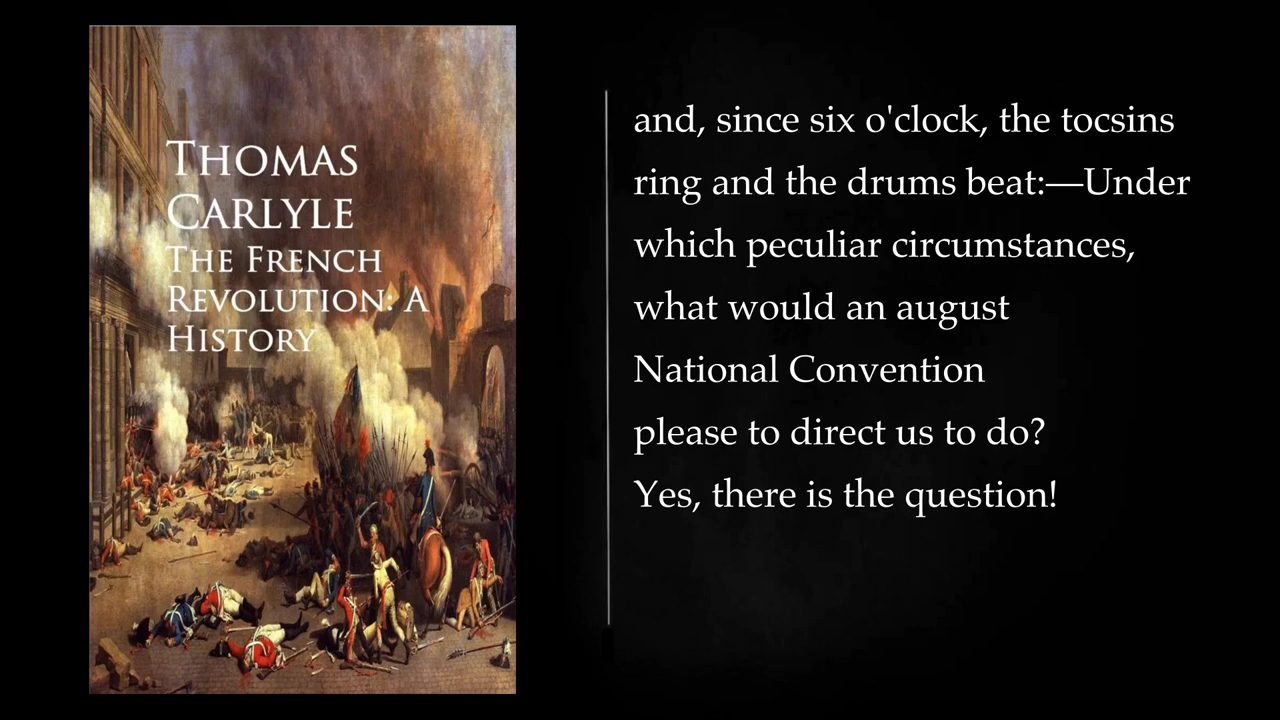 THOMAS
CARLYLE
THE FRENCH
REVOLUTION: A
HISTORY
and, since six o'clock, the tocsins
ring and the drums beat:—Under
which peculiar circumstances,
what would an august
National Convention
please to direct us to do?
Yes, there is the question!